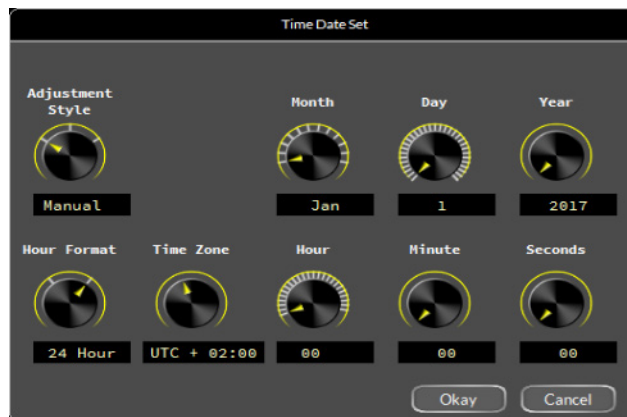 Time Date Set
Adjustment
Style
Month
Day
Year
Manual
Jan
1
2017
Hour Format
Time Zone
Hour
Minute
Seconds
24 Hour
UTC + 02:00
00
00
00
Okay
Cancel